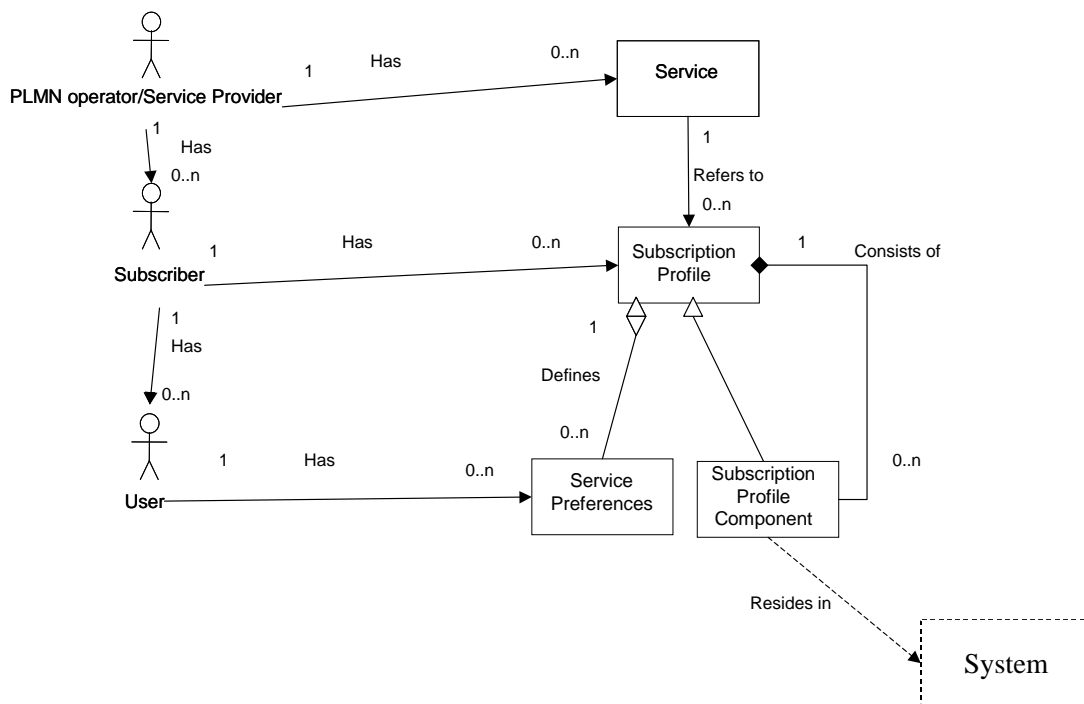 0..n
Has
1
Service
PLMN operator/Service Provider
1
Has
0..n
1
Refers to
0..n
1
Has
0..n
Subscription
Profile
1
Consists of
Subscriber
1
Has
0..n
1
Defines
0..n
1
Has
0..n
User
Service
Preferences
Subscription
Profile
Component
0..n
Resides in
System